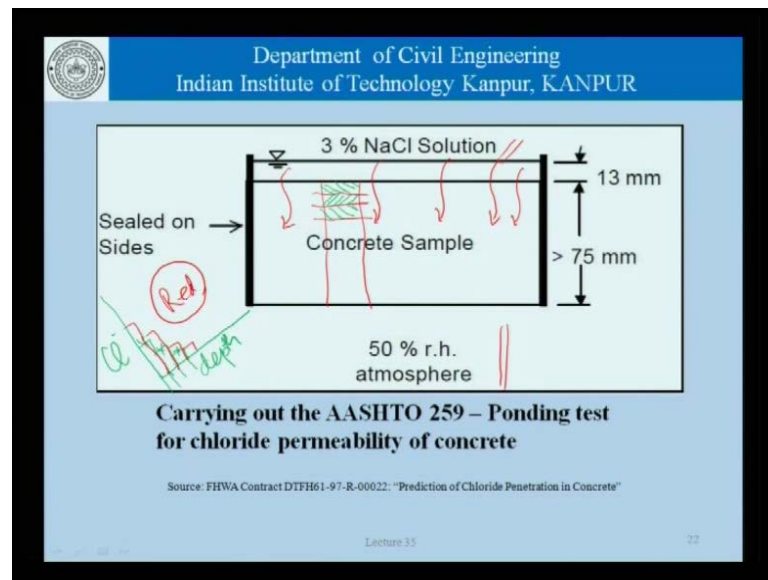 Department of Civil Engineering
Indian Institute of Technology Kanpur, KANPUR
3 % NaCl Solution
13 mm
Sealed on
Sides
Concrete Sample
> 75 mm
Rel
Cl
depth
50 % r.h.
atmosphere
Carrying out the AASHTO 259 – Ponding test
for chloride permeability of concrete
Source: FHWA Contract DTFH61-97-R-00022: "Prediction of Chloride Penetration in Concrete"
Lecture 35
22